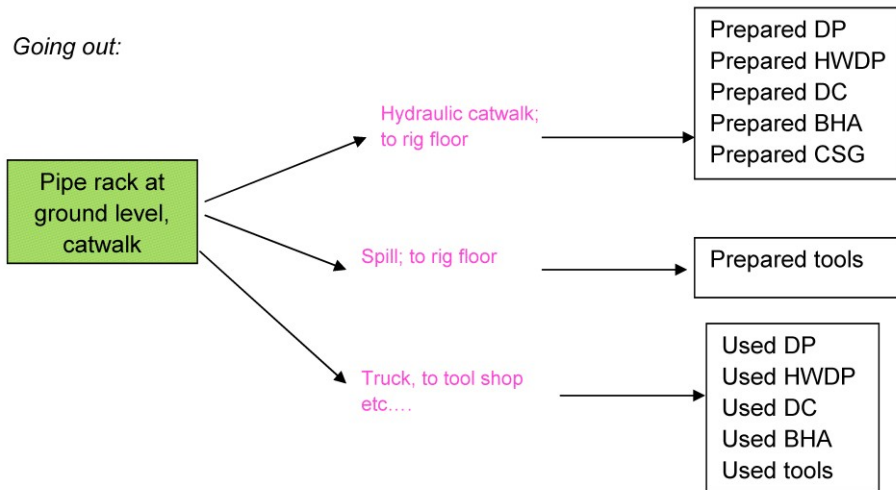 Going out:
Pipe rack at
ground level,
catwalk
Hydraulic catwalk;
to rig floor
Prepared DP
Prepared HWDP
Prepared DC
Prepared BHA
Prepared CSG
Spill; to rig floor
Prepared tools
Truck, to tool shop
etc....
Used DP
Used HWDP
Used DC
Used BHA
Used tools